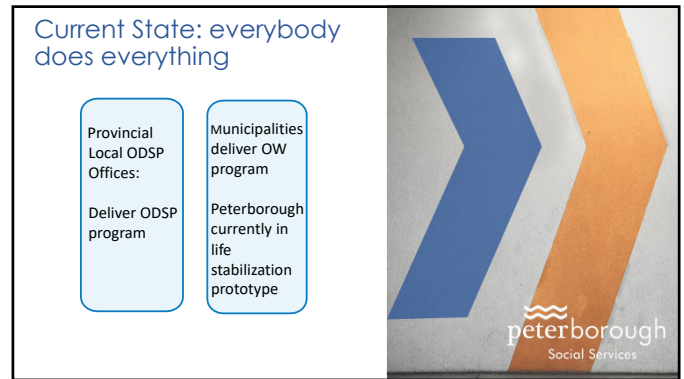 Current State: everybody
does everything
Provincial
Local ODSP
Offices:
Deliver ODSP
program
Municipalities
deliver OW
program
Peterborough
currently in
life
stabilization
prototype
peterborough
Social Services